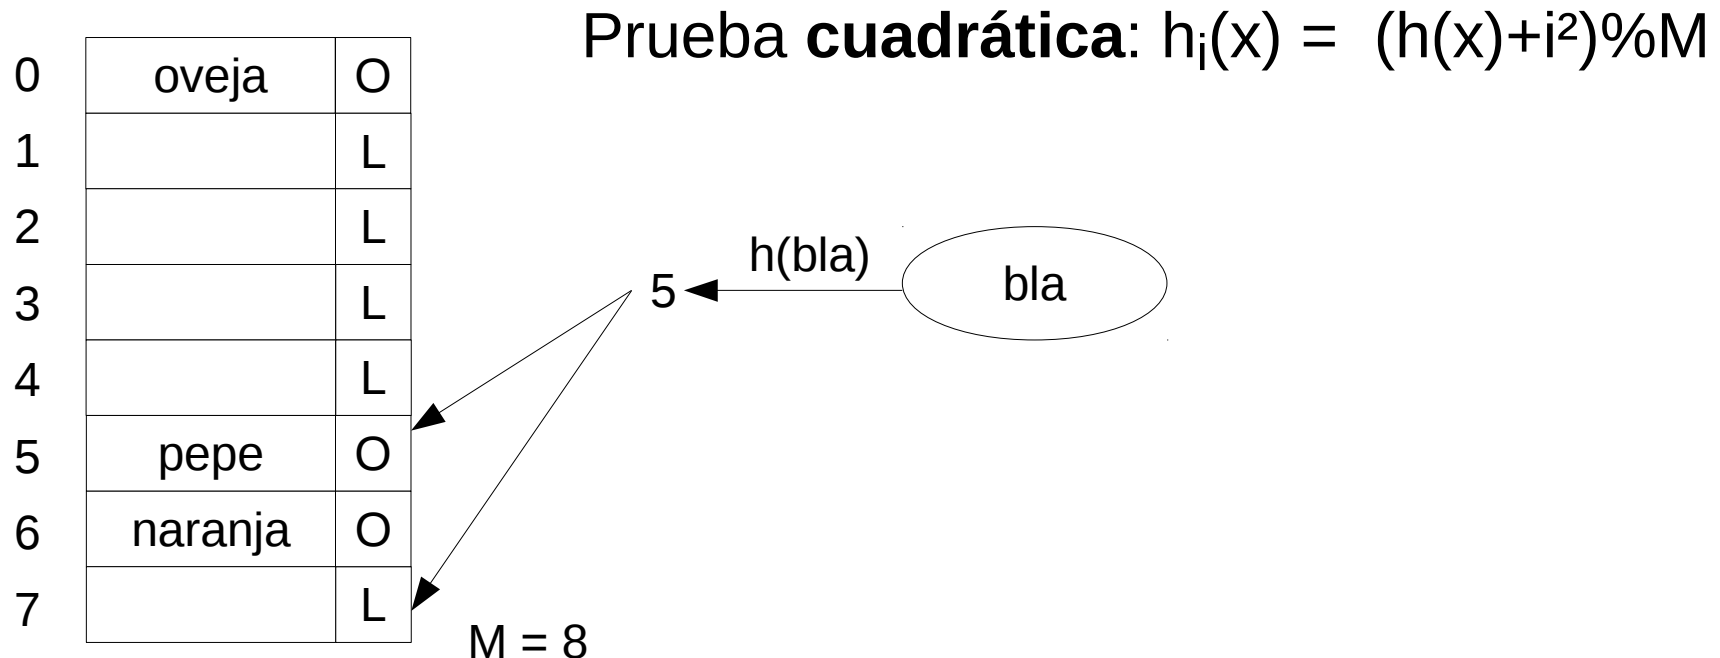 Prueba cuadrática: hᵢ(x) = (h(x)+i²)%M
0 oveja O
1 L
2 L
3 L
4 L
5 pepe O
6 naranja O
7 L
h(bla)
5
bla
M = 8